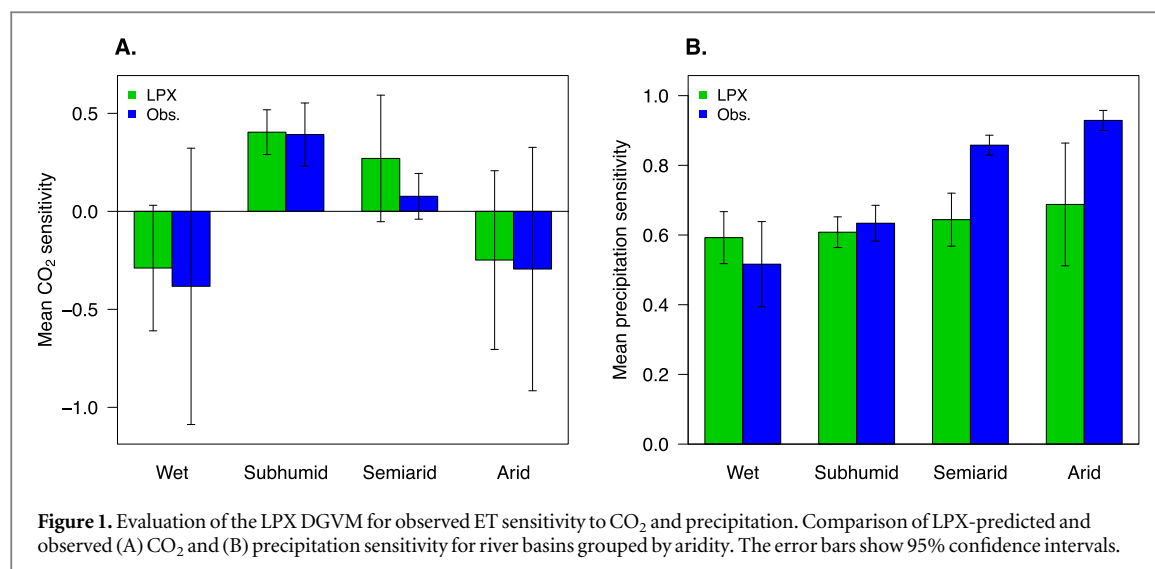 A.
LPX
Obs.
0.5
0.0
−0.5
−1.0
Mean CO₂ sensitivity
Wet Subhumid Semiarid Arid
B.
LPX
Obs.
1.0
0.8
0.6
0.4
0.2
0.0
Mean precipitation sensitivity
Wet Subhumid Semiarid Arid
Figure 1. Evaluation of the LPX DGVM for observed ET sensitivity to CO₂ and precipitation. Comparison of LPX-predicted and
observed (A) CO₂ and (B) precipitation sensitivity for river basins grouped by aridity. The error bars show 95% confidence intervals.